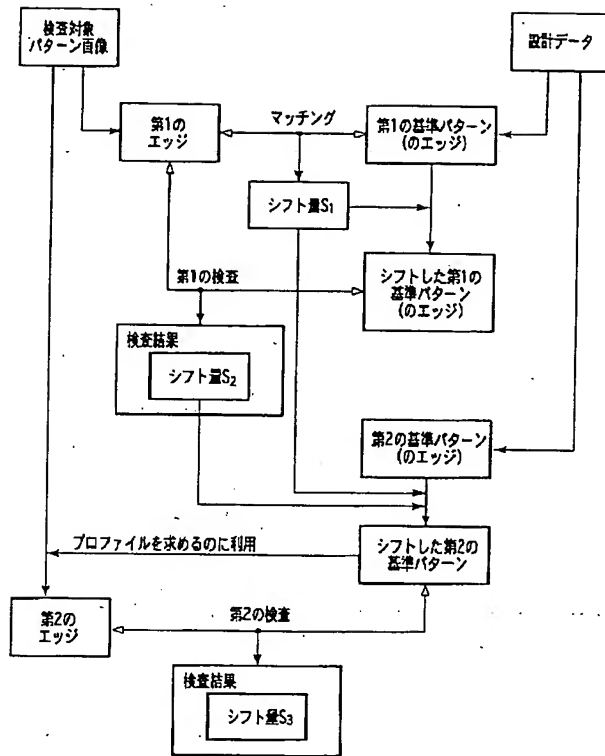 検査対象
パターン画像
設計データ
第1の
エッジ
マッチング
第1の基準パターン
(のエッジ)
シフト量S1
第1の検査
シフトした第1の
基準パターン
(のエッジ)
検査結果
シフト量S2
第2の基準パターン
(のエッジ)
プロファイルを求めるのに利用
シフトした第2の
基準パターン
第2の
エッジ
第2の検査
検査結果
シフト量S3